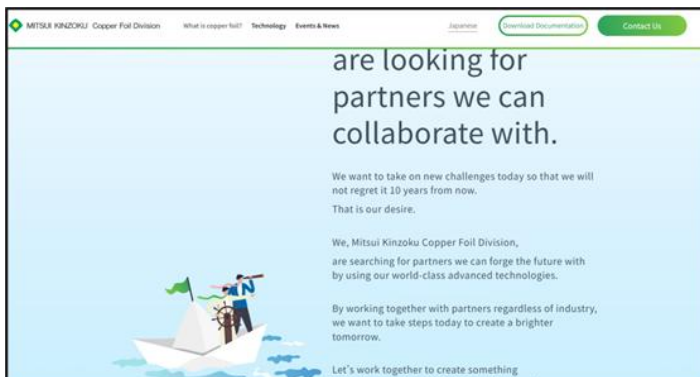 MITSUI KINZOKU Copper Foil Division
What is copper foil?
Technology
Events & News
Japanese
Download Documentation
Contact Us
are looking for
partners we can
collaborate with.
We want to take on new challenges today so that we will
not regret it 10 years from now.
That is our desire.
We, Mitsui Kinzoku Copper Foil Division,
are searching for partners we can forge the future with
by using our world-class advanced technologies.
By working together with partners regardless of industry,
we want to take steps today to create a brighter
tomorrow.
Let's work together to create something